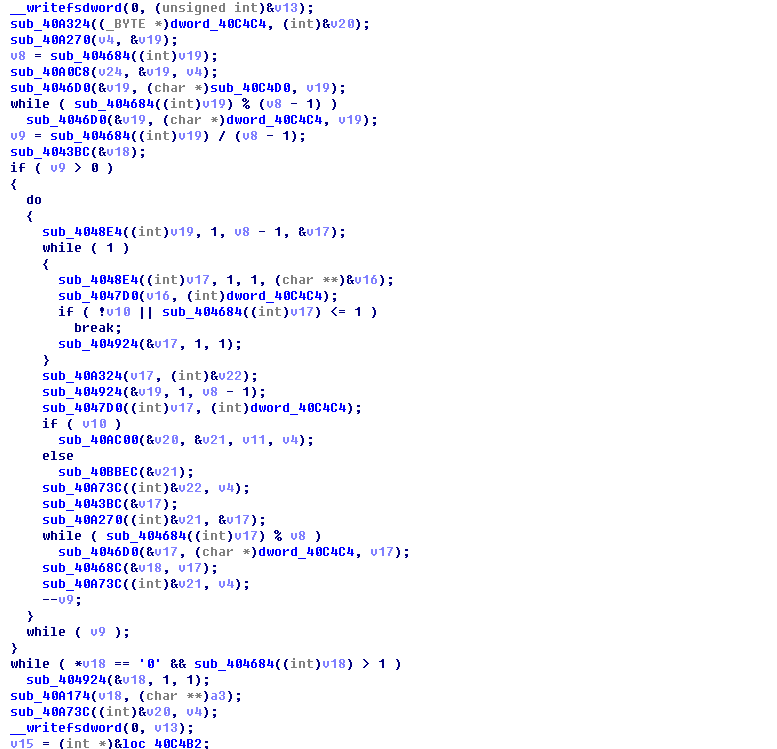 __writefsdword(0, (unsigned int)&v13);
sub_40A324((_BYTE *)dword_40C4C4, (int)&v20);
sub_40A270(v4, &v19);
v8 = sub_404684((int)v19);
sub_40A0C8(v24, &v19, v4);
sub_4046D0(&v19, (char *)sub_40C4D0, v19);
while ( sub_404684((int)v19) % (v8 - 1) )
sub_4046D0(&v19, (char *)dword_40C4C4, v19);
v9 = sub_404684((int)v19) / (v8 - 1);
sub_4043BC(&v18);
if ( v9 > 0 )
{
do
{
sub_4048E4((int)v19, 1, v8 - 1, &v17);
while ( 1 )
{
sub_4048E4((int)v17, 1, 1, (char **)&v16);
sub_4047D0(v16, (int)dword_40C4C4);
if ( !v10 || sub_404684((int)v17) <= 1 )
break;
sub_404924(&v17, 1, 1);
}
sub_40A324(v17, (int)&v22);
sub_404924(&v19, 1, v8 - 1);
sub_4047D0((int)v17, (int)dword_40C4C4);
if ( v10 )
sub_40AC00(&v20, &v21, v11, v4);
else
sub_40BBEC(&v21);
sub_40A73C((int)&v22, v4);
sub_4043BC(&v17);
sub_40A270((int)&v21, &v17);
while ( sub_404684((int)v17) % v8 )
sub_4046D0(&v17, (char *)dword_40C4C4, v17);
sub_40468C(&v18, v17);
sub_40A73C((int)&v21, v4);
--v9;
}
while ( v9 );
}
while ( *v18 == '0' && sub_404684((int)v18) > 1 )
sub_404924(&v18, 1, 1);
sub_40A174(v18, (char **)a3);
sub_40A73C((int)&v20, v4);
__writefsdword(0, v13);
v15 = (int *)&loc_40C4B2;